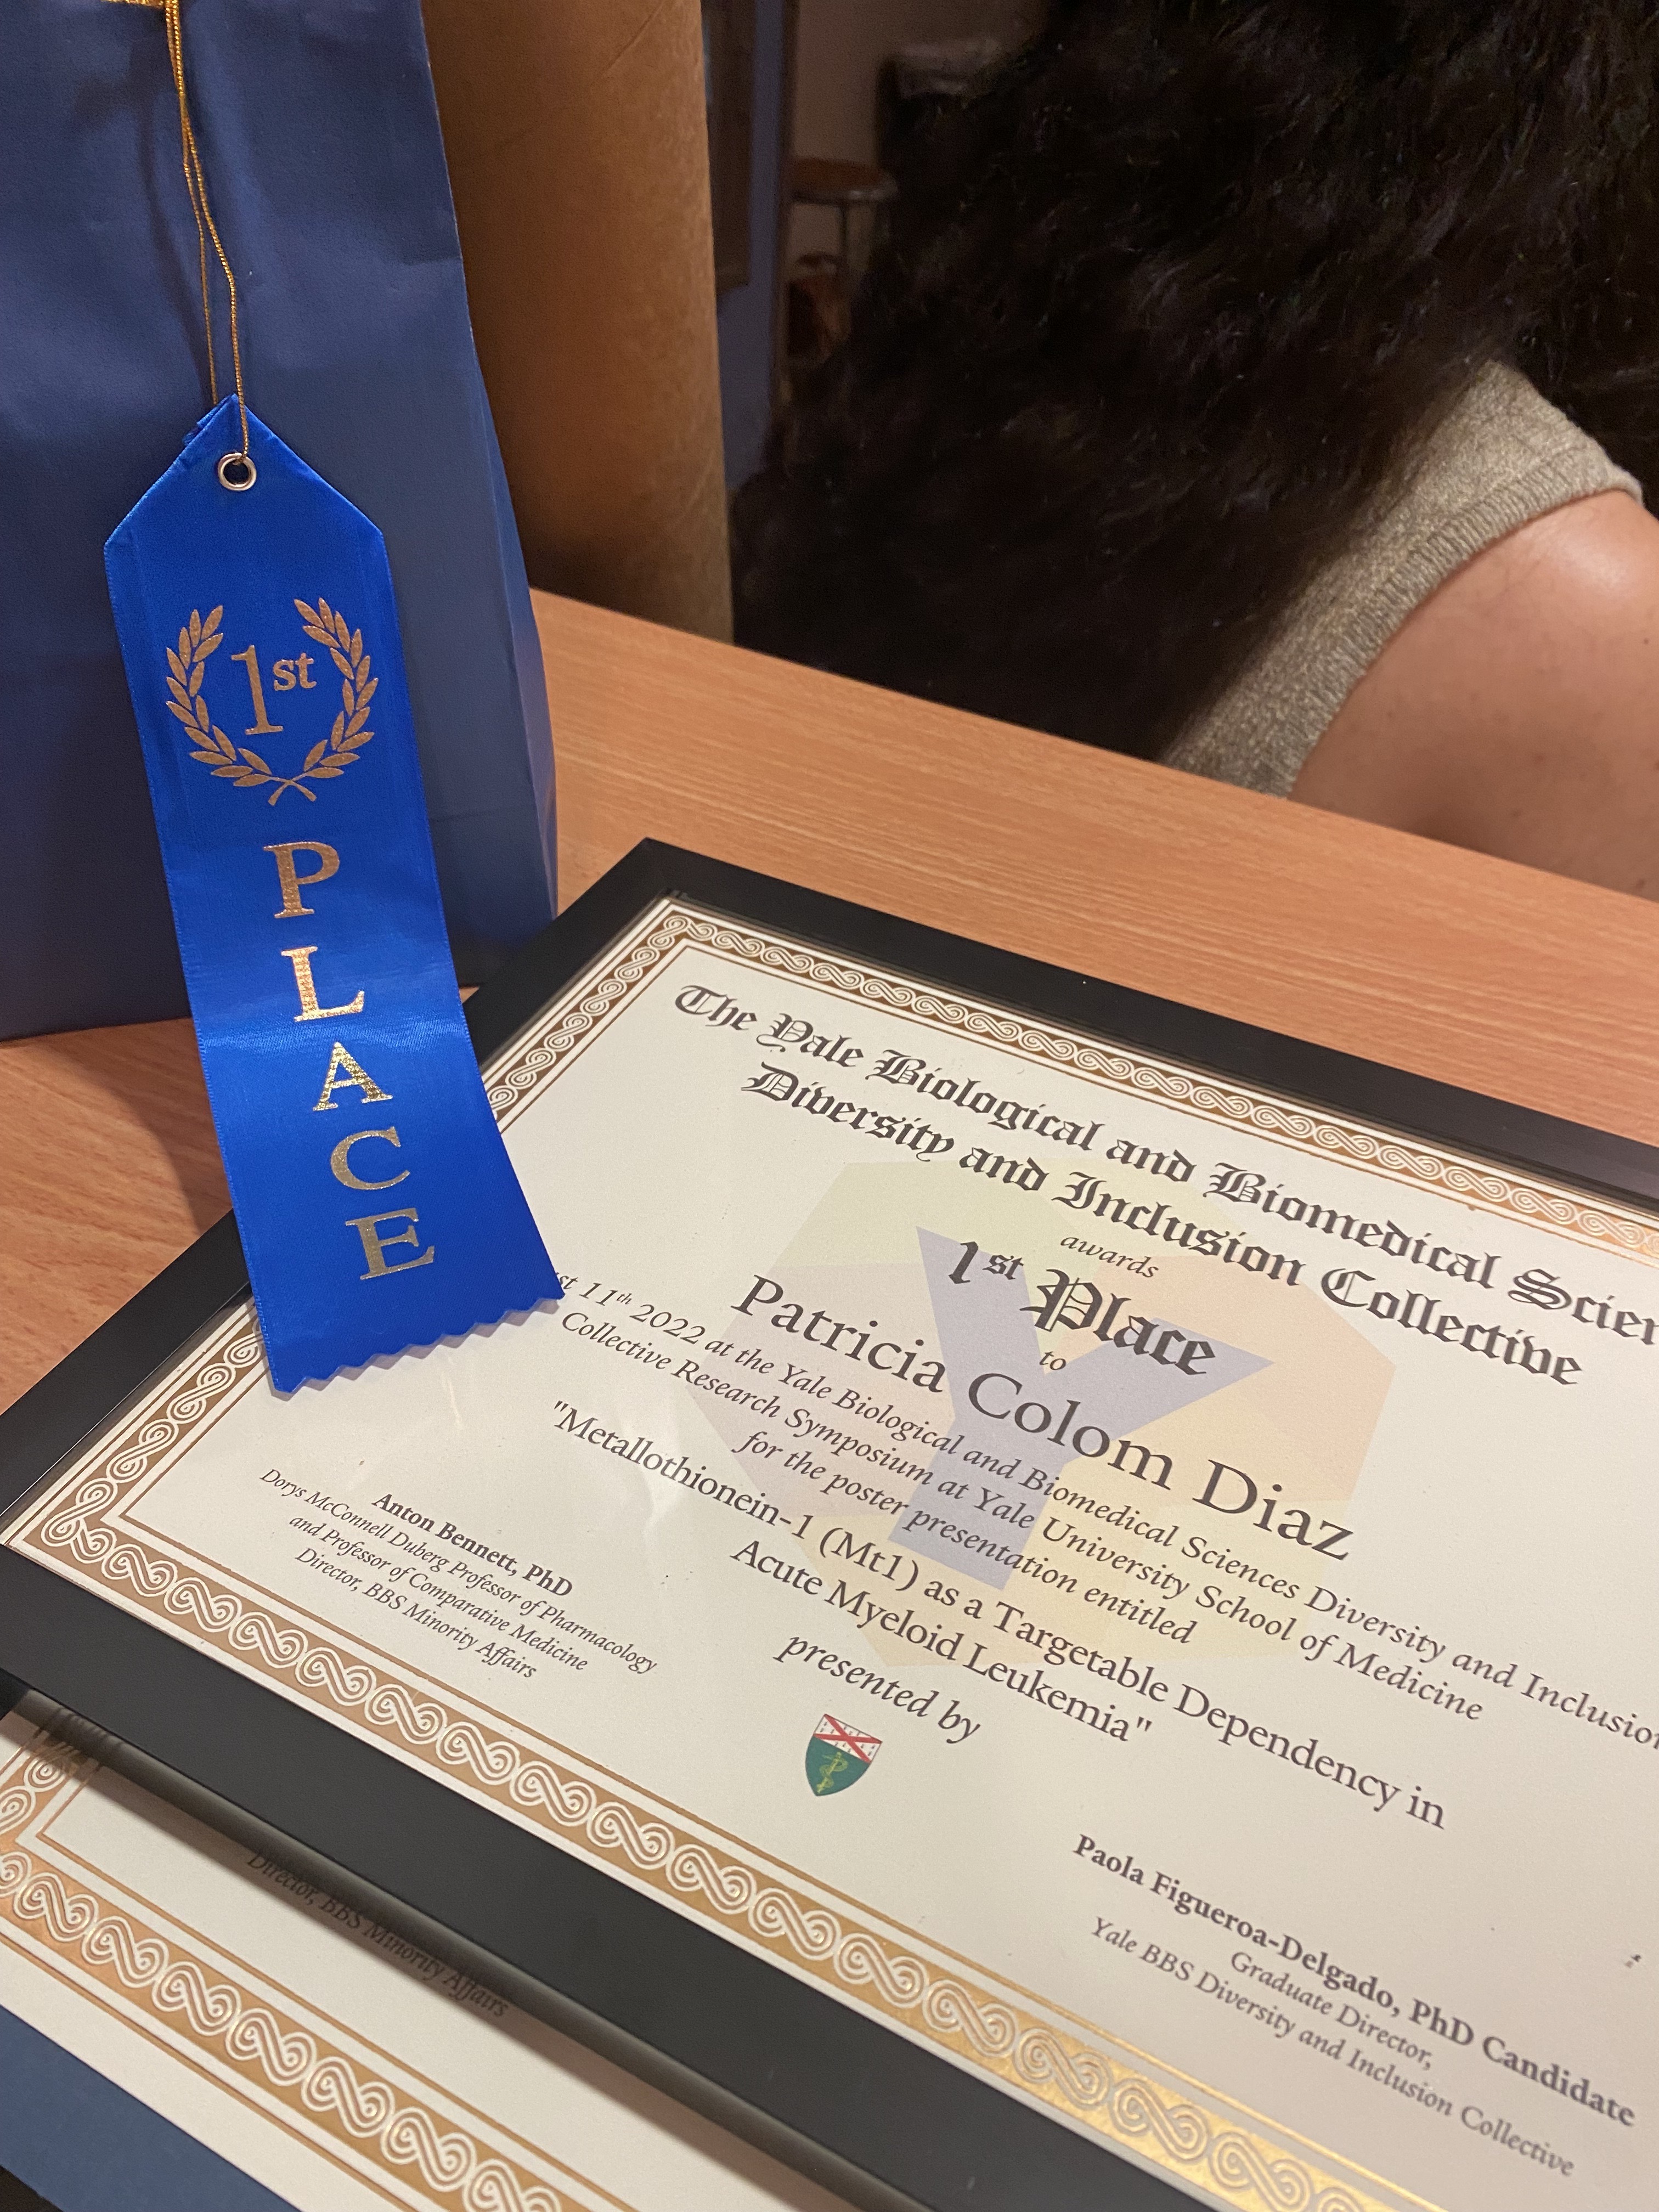 1st
PLACE
The Yale Biological and Biomedical
Diversity and Inclusion Collective
awards
1st Place
to
Patricia Colom Diaz
11th 2022 at the Yale Biological and Biomedical Sciences Diversity and
Collective Research Symposium at Yale University School of Medicine
for the poster presentation entitled
"Metallothionein-1 (Mt1) as a Targetable Dependency in
Acute Myeloid Leukemia"
presented by
Anton Bennett, PhD
Dorys McConnell Duberg Professor of Pharmacology
and Professor of Comparative Medicine
Director, BBS Minority Affairs
Paola Figueroa-Delgado, PhD Candidate
Graduate Director,
Yale BBS Diversity and Inclusion Collective
Director, BBS Minority Affairs